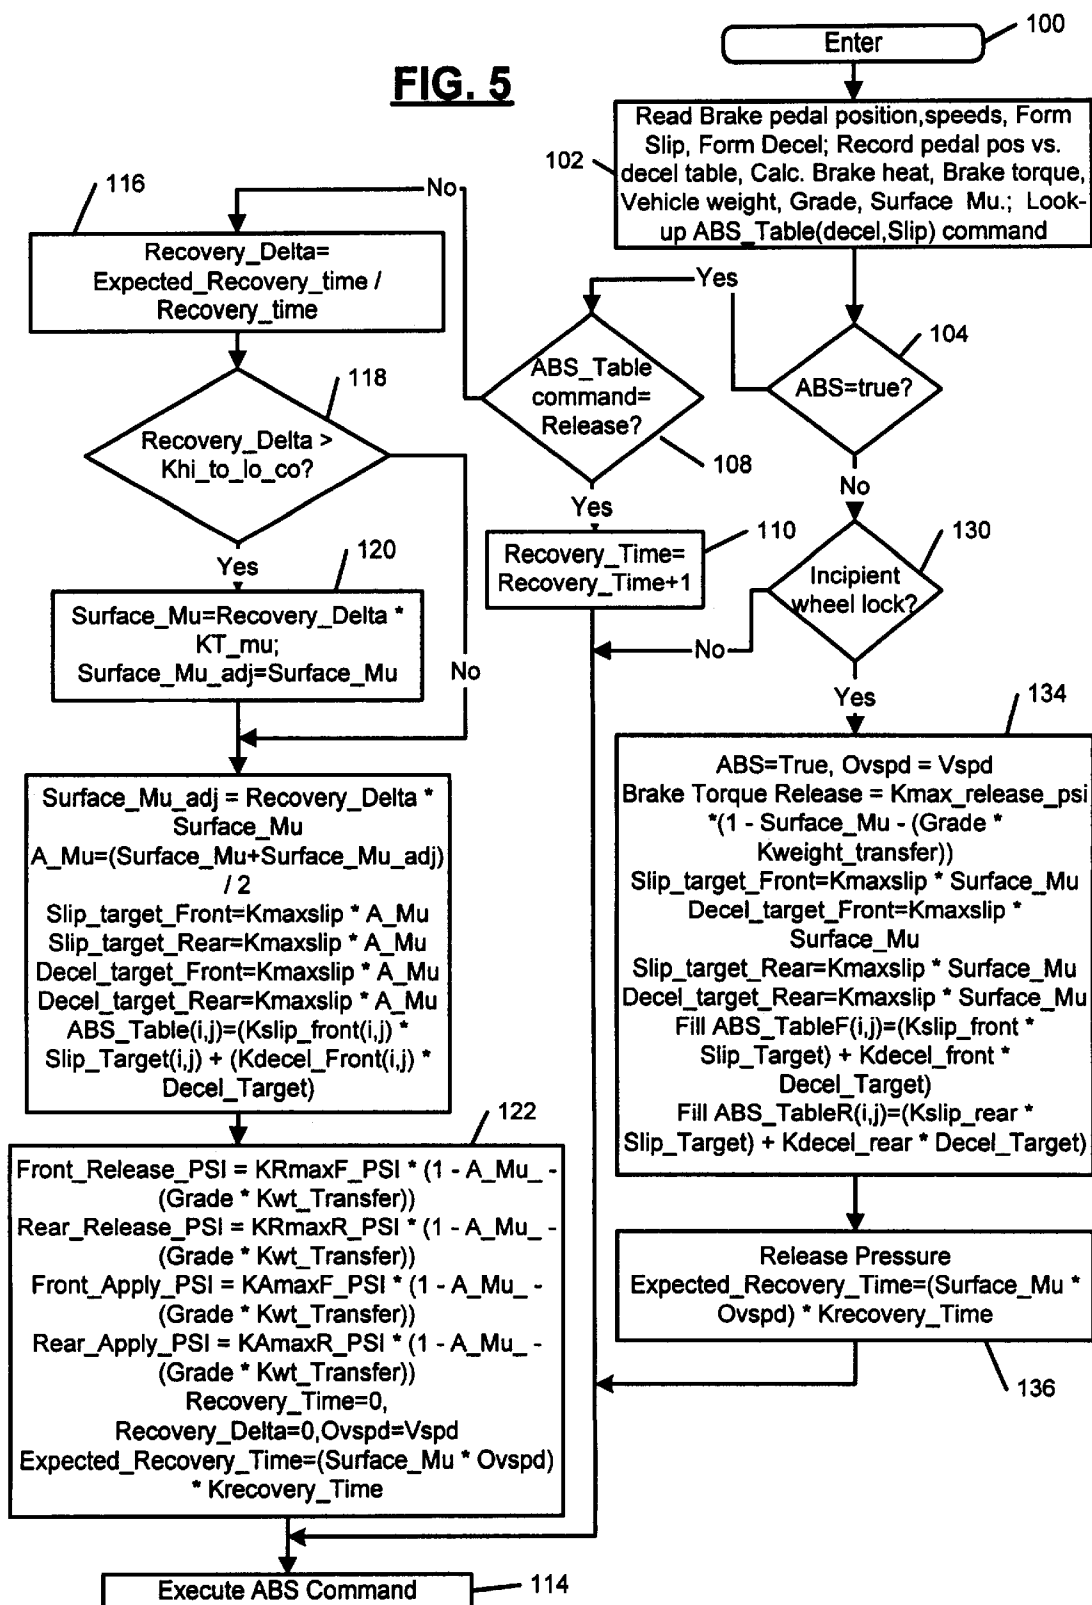 FIG. 5
Enter
100
Read Brake pedal position,speeds, Form
Slip, Form Decel; Record pedal pos vs.
decel table, Calc. Brake heat, Brake torque,
Vehicle weight, Grade, Surface Mu.; Look-
up ABS_Table(decel,Slip) command
102
ABS=true?
104
Yes
No
ABS_Table
command=
Release?
108
No
Yes
Recovery_Time=
Recovery_Time+1
110
116
Recovery_Delta=
Expected_Recovery_time /
Recovery_time
118
Recovery_Delta >
Khi_to_lo_co?
Yes
No
120
Surface_Mu=Recovery_Delta *
KT_mu;
Surface_Mu_adj=Surface_Mu
Surface_Mu_adj = Recovery_Delta *
Surface_Mu
A_Mu=(Surface_Mu+Surface_Mu_adj)
/ 2
Slip_target_Front=Kmaxslip * A_Mu
Slip_target_Rear=Kmaxslip * A_Mu
Decel_target_Front=Kmaxslip * A_Mu
Decel_target_Rear=Kmaxslip * A_Mu
ABS_Table(i,j)=(Kslip_front(i,j) *
Slip_Target(i,j) + (Kdecel_Front(i,j) *
Decel_Target)
122
Front_Release_PSI = KRmaxF_PSI * (1 - A_Mu_ -
(Grade * Kwt_Transfer))
Rear_Release_PSI = KRmaxR_PSI * (1 - A_Mu_ -
(Grade * Kwt_Transfer))
Front_Apply_PSI = KAmaxF_PSI * (1 - A_Mu_ -
(Grade * Kwt_Transfer))
Rear_Apply_PSI = KAmaxR_PSI * (1 - A_Mu_ -
(Grade * Kwt_Transfer))
Recovery_Time=0,
Recovery_Delta=0,Ovspd=Vspd
Expected_Recovery_Time=(Surface_Mu * Ovspd)
* Krecovery_Time
130
Incipient
wheel lock?
No
Yes
134
ABS=True, Ovspd = Vspd
Brake Torque Release = Kmax_release_psi
*(1 - Surface_Mu - (Grade *
Kweight_transfer))
Slip_target_Front=Kmaxslip * Surface_Mu
Decel_target_Front=Kmaxslip *
Surface_Mu
Slip_target_Rear=Kmaxslip * Surface_Mu
Decel_target_Rear=Kmaxslip * Surface_Mu
Fill ABS_TableF(i,j)=(Kslip_front *
Slip_Target) + Kdecel_front *
Decel_Target)
Fill ABS_TableR(i,j)=(Kslip_rear *
Slip_Target) + Kdecel_rear * Decel_Target)
Release Pressure
Expected_Recovery_Time=(Surface_Mu *
Ovspd) * Krecovery_Time
136
Execute ABS Command
114